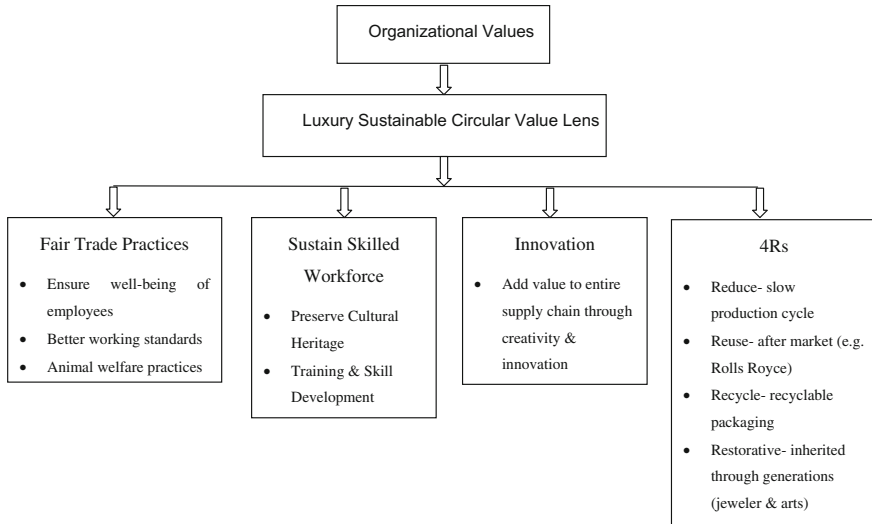 Organizational Values
Luxury Sustainable Circular Value Lens
Fair Trade Practices
• Ensure well-being of
employees
• Better working standards
• Animal welfare practices
Sustain Skilled
Workforce
• Preserve Cultural
Heritage
• Training & Skill
Development
Innovation
• Add value to entire
supply chain through
creativity &
innovation
4Rs
• Reduce- slow
production cycle
• Reuse- after market (e.g.
Rolls Royce)
• Recycle- recyclable
packaging
• Restorative- inherited
through generations
(jeweler & arts)